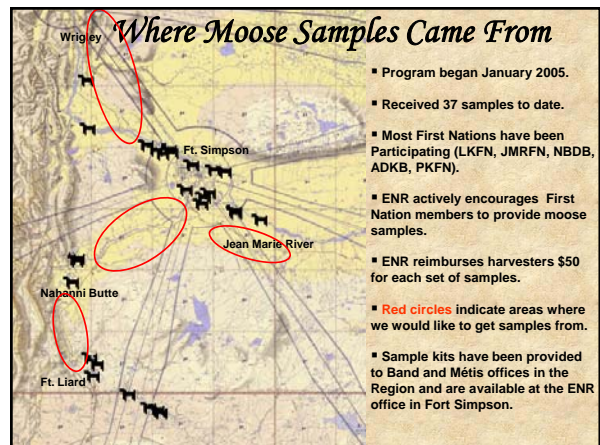 Where Moose Samples Came From
Wrigley
Ft. Simpson
Jean Marie River
Nahanni Butte
Ft. Liard
▪ Program began January 2005.
▪ Received 37 samples to date.
▪ Most First Nations have been
Participating (LKFN, JMRFN, NBDB,
ADKB, PKFN).
▪ ENR actively encourages First
Nation members to provide moose
samples.
▪ ENR reimburses harvesters $50
for each set of samples.
▪ Red circles indicate areas where
we would like to get samples from.
▪ Sample kits have been provided
to Band and Métis offices in the
Region and are available at the ENR
office in Fort Simpson.